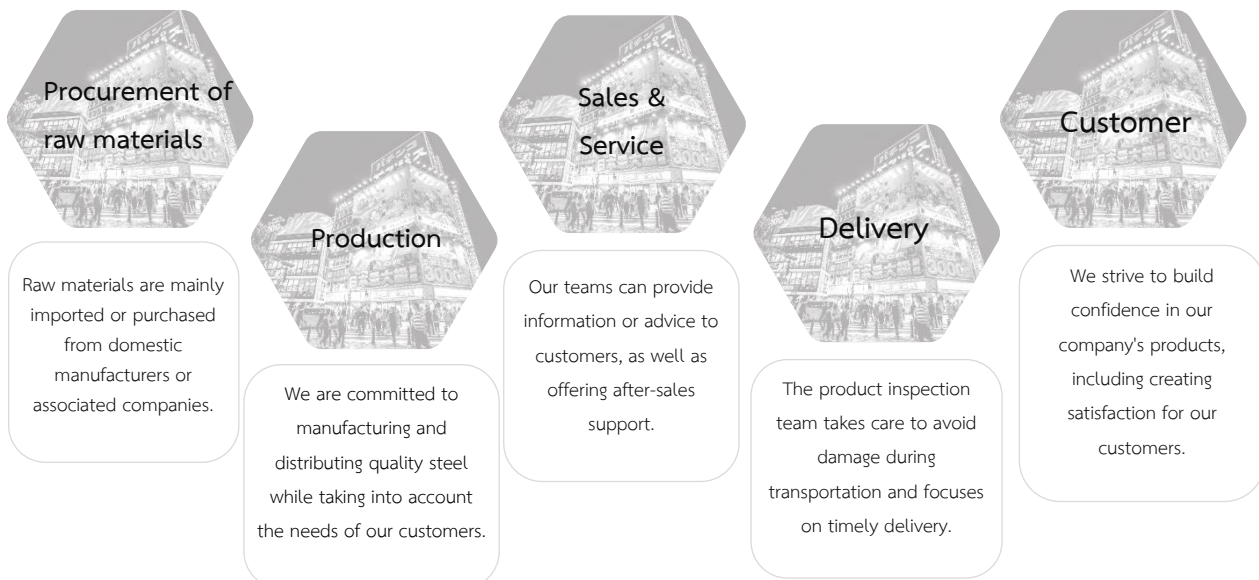 Procurement of
raw materials
Raw materials are mainly
imported or purchased
from domestic
manufacturers or
associated companies.
Production
We are committed to
manufacturing and
distributing quality steel
while taking into account
the needs of our customers.
Sales &
Service
Our teams can provide
information or advice to
customers, as well as
offering after-sales
support.
Delivery
The product inspection
team takes care to avoid
damage during
transportation and focuses
on timely delivery.
Customer
We strive to build
confidence in our
company's products,
including creating
satisfaction for our
customers.